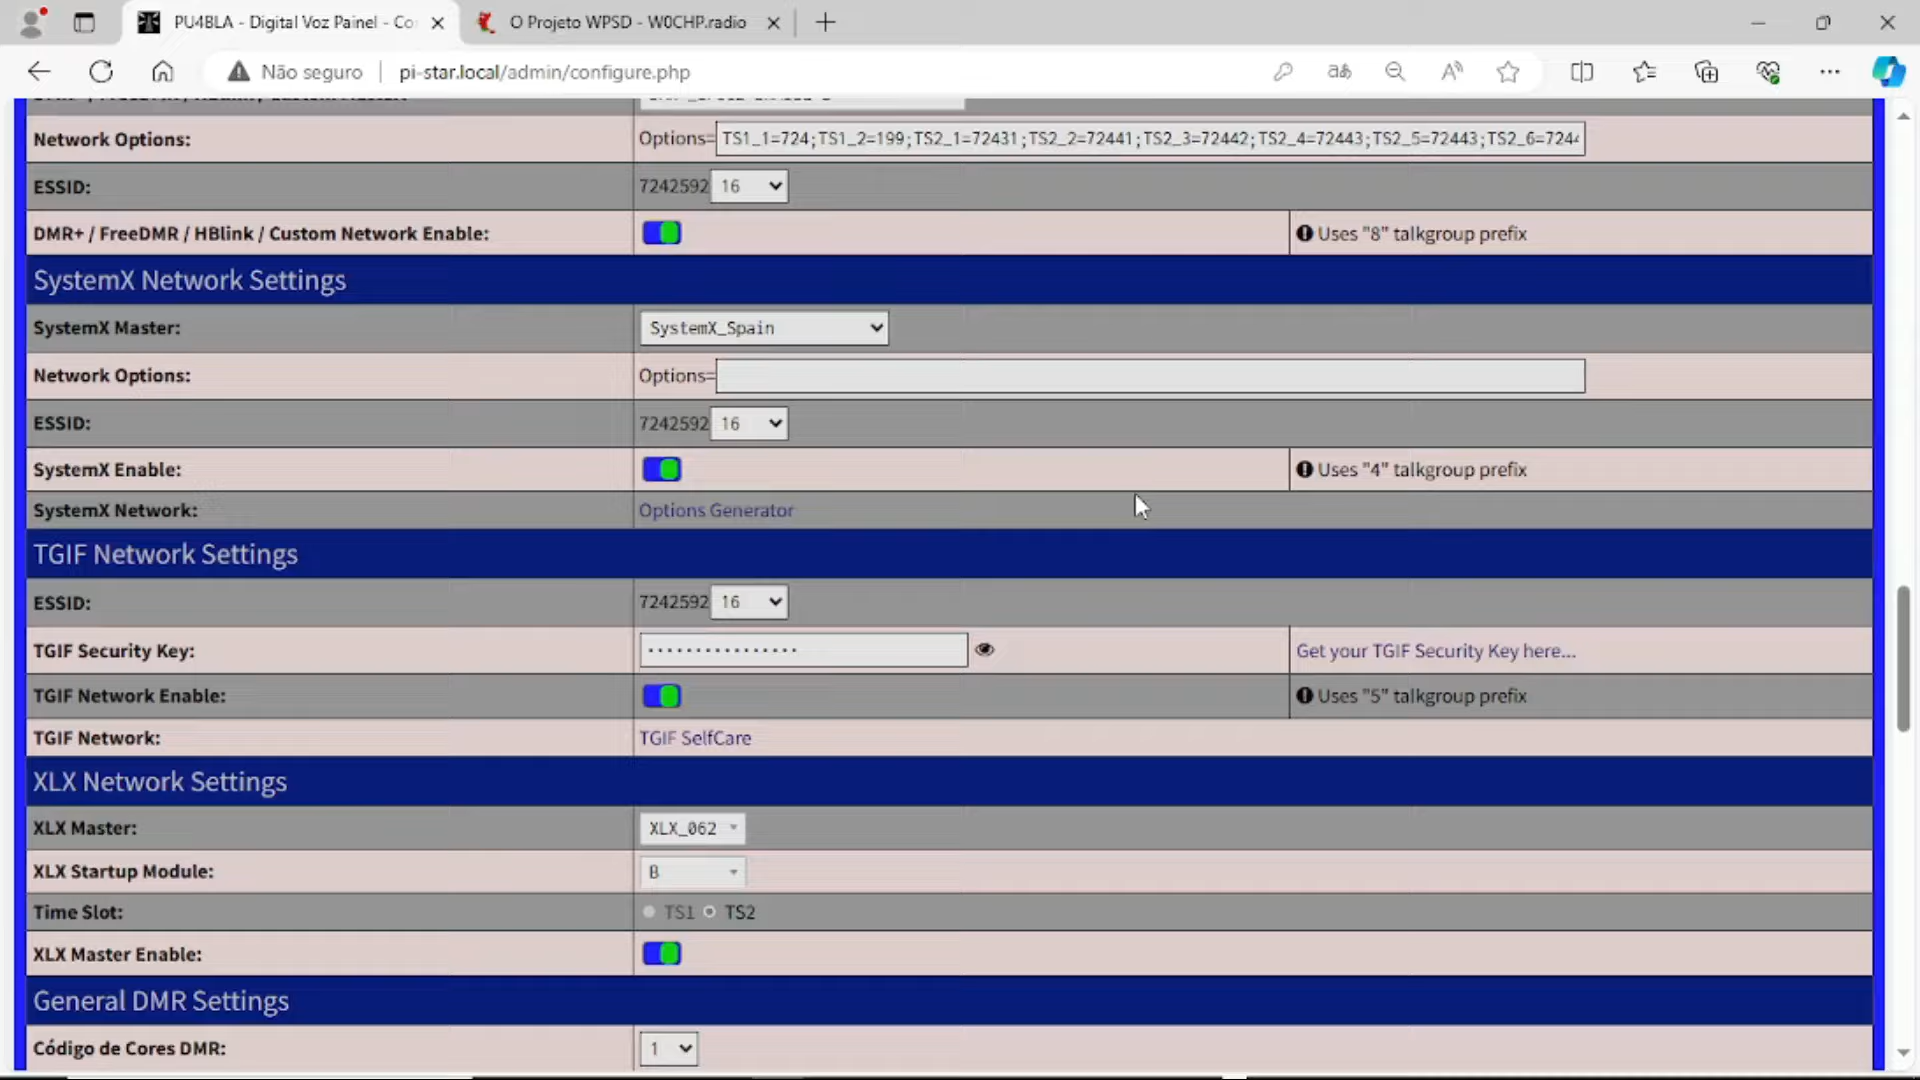 PU4BLA - Digital Voz Painel - Co
O Projeto WPSD - W0CHP.radio
Não seguro
pi-star.local/admin/configure.php
Network Options:
Options= TS1_1=724;TS1_2=199;TS2_1=72431;TS2_2=72441;TS2_3=72442;TS2_4=72443;TS2_5=72443;TS2_6=7244
ESSID:
7242592 16
DMR+ / FreeDMR / HBlink / Custom Network Enable:
Uses "8" talkgroup prefix
SystemX Network Settings
SystemX Master:
SystemX_Spain
Network Options:
Options=
ESSID:
7242592 16
SystemX Enable:
Uses "4" talkgroup prefix
SystemX Network:
Options Generator
TGIF Network Settings
ESSID:
7242592 16
TGIF Security Key:
Get your TGIF Security Key here...
TGIF Network Enable:
Uses "5" talkgroup prefix
TGIF Network:
TGIF SelfCare
XLX Network Settings
XLX Master:
XLX_062
XLX Startup Module:
B
Time Slot:
TS1 TS2
XLX Master Enable:
General DMR Settings
Código de Cores DMR:
1